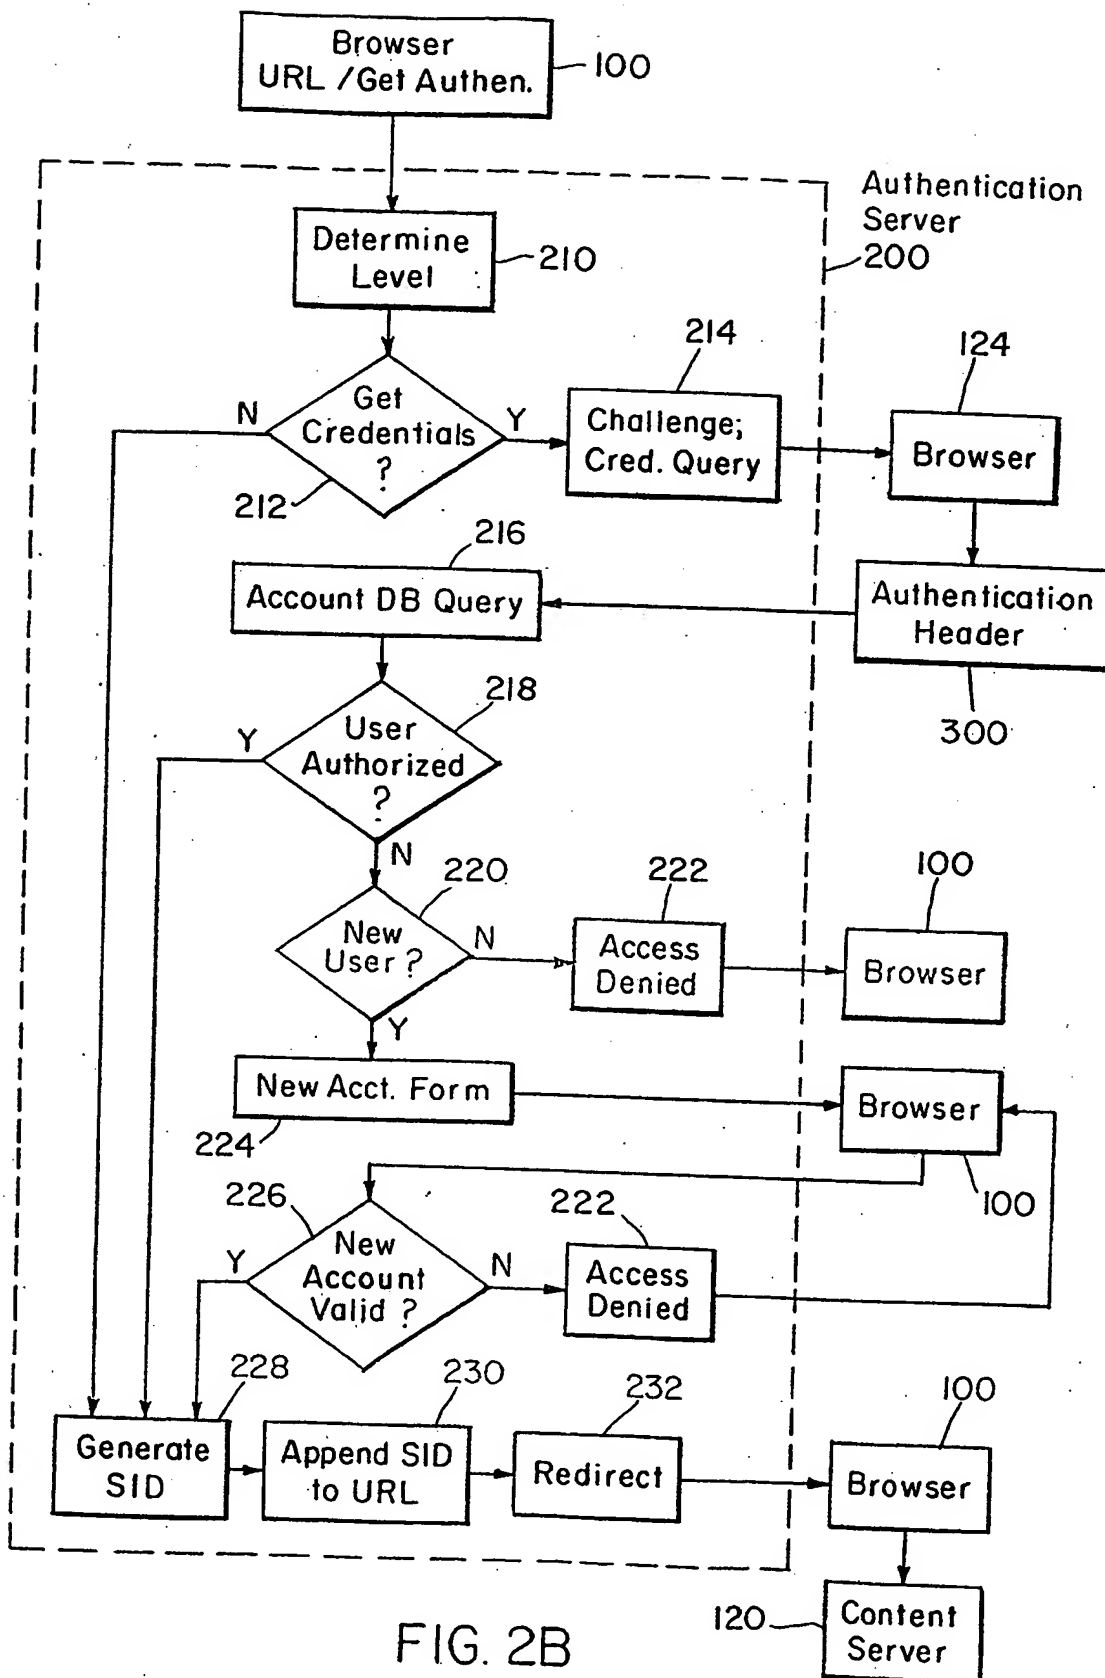 Browser
URL /Get Authen.
100
Authentication
Server
200
Determine
Level
210
214
124
N
Get
Credentials
?
Y
212
Challenge;
Cred. Query
Browser
216
Account DB Query
Authentication
Header
300
218
Y
User
Authorized
?
N
220
222
100
New
User ?
N
Access
Denied
Browser
Y
New Acct. Form
Browser
224
100
226
222
Y
New
Account
Valid ?
N
Access
Denied
228
230
232
100
Generate
SID
Append SID
to URL
Redirect
Browser
120
Content
Server
FIG. 2B